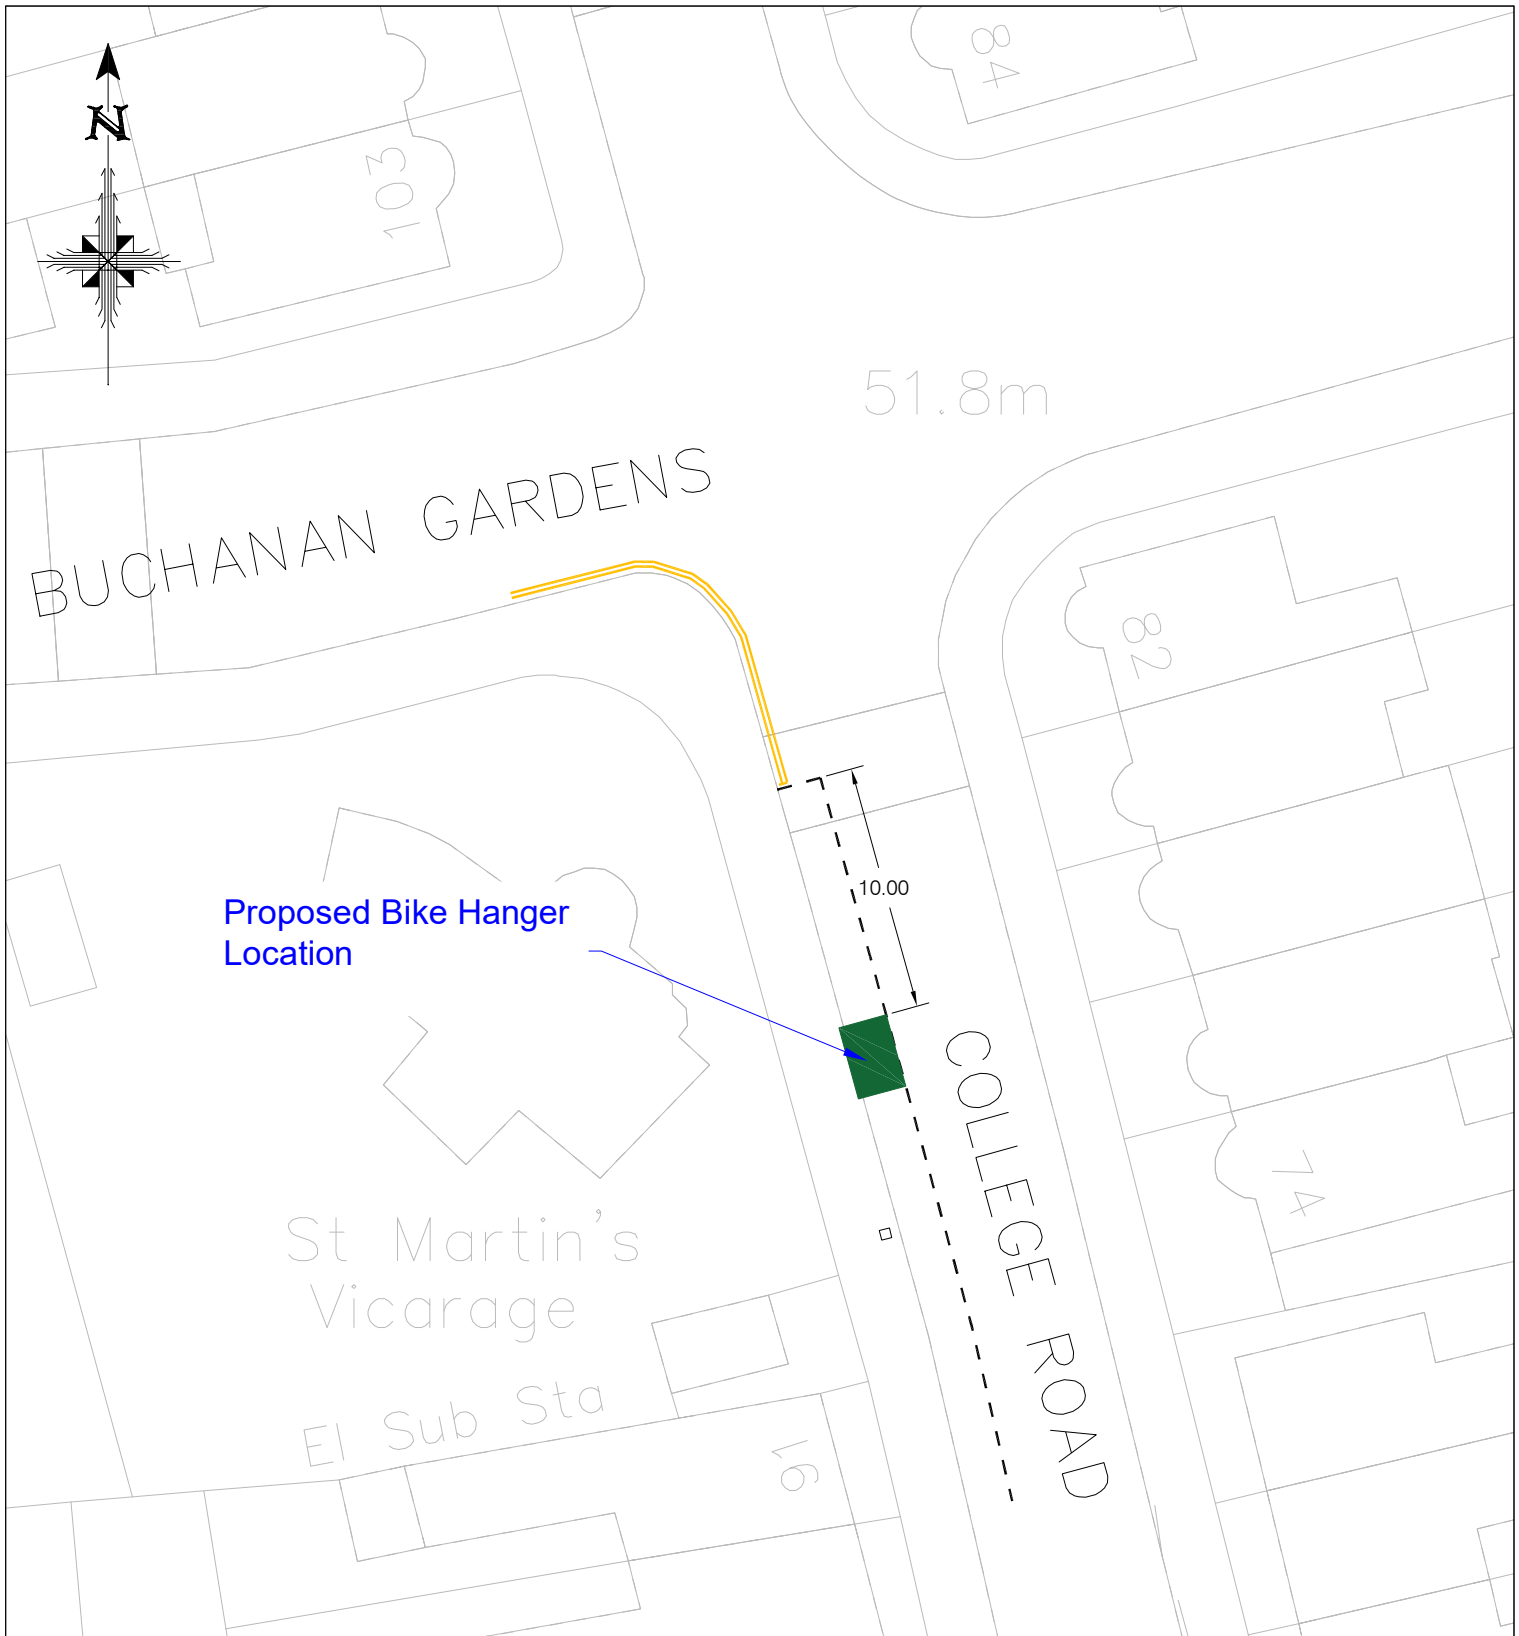 N
84
103
51.8m
BUCHANAN GARDENS
82
10.00
Proposed Bike Hanger
Location
COLLEGE ROAD
74
St Martin's
Vicarage
El Sub Sta
91